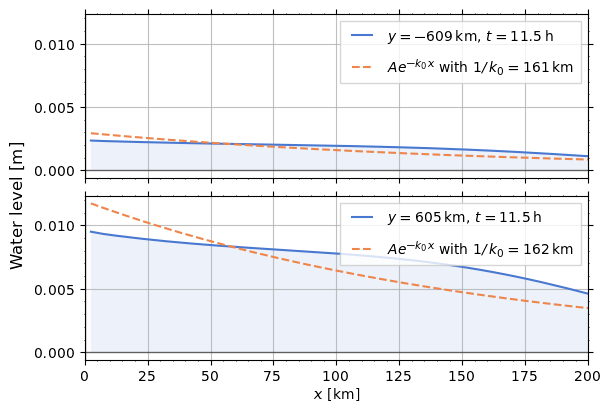 0.010
0.005
0.000
y = −609 km, t = 11.5 h
Ae^{−k₀x} with 1/k₀ = 161 km
Water level [m]
0.010
0.005
0.000
y = 605 km, t = 11.5 h
Ae^{−k₀x} with 1/k₀ = 162 km
0 25 50 75 100 125 150 175 200
x [km]